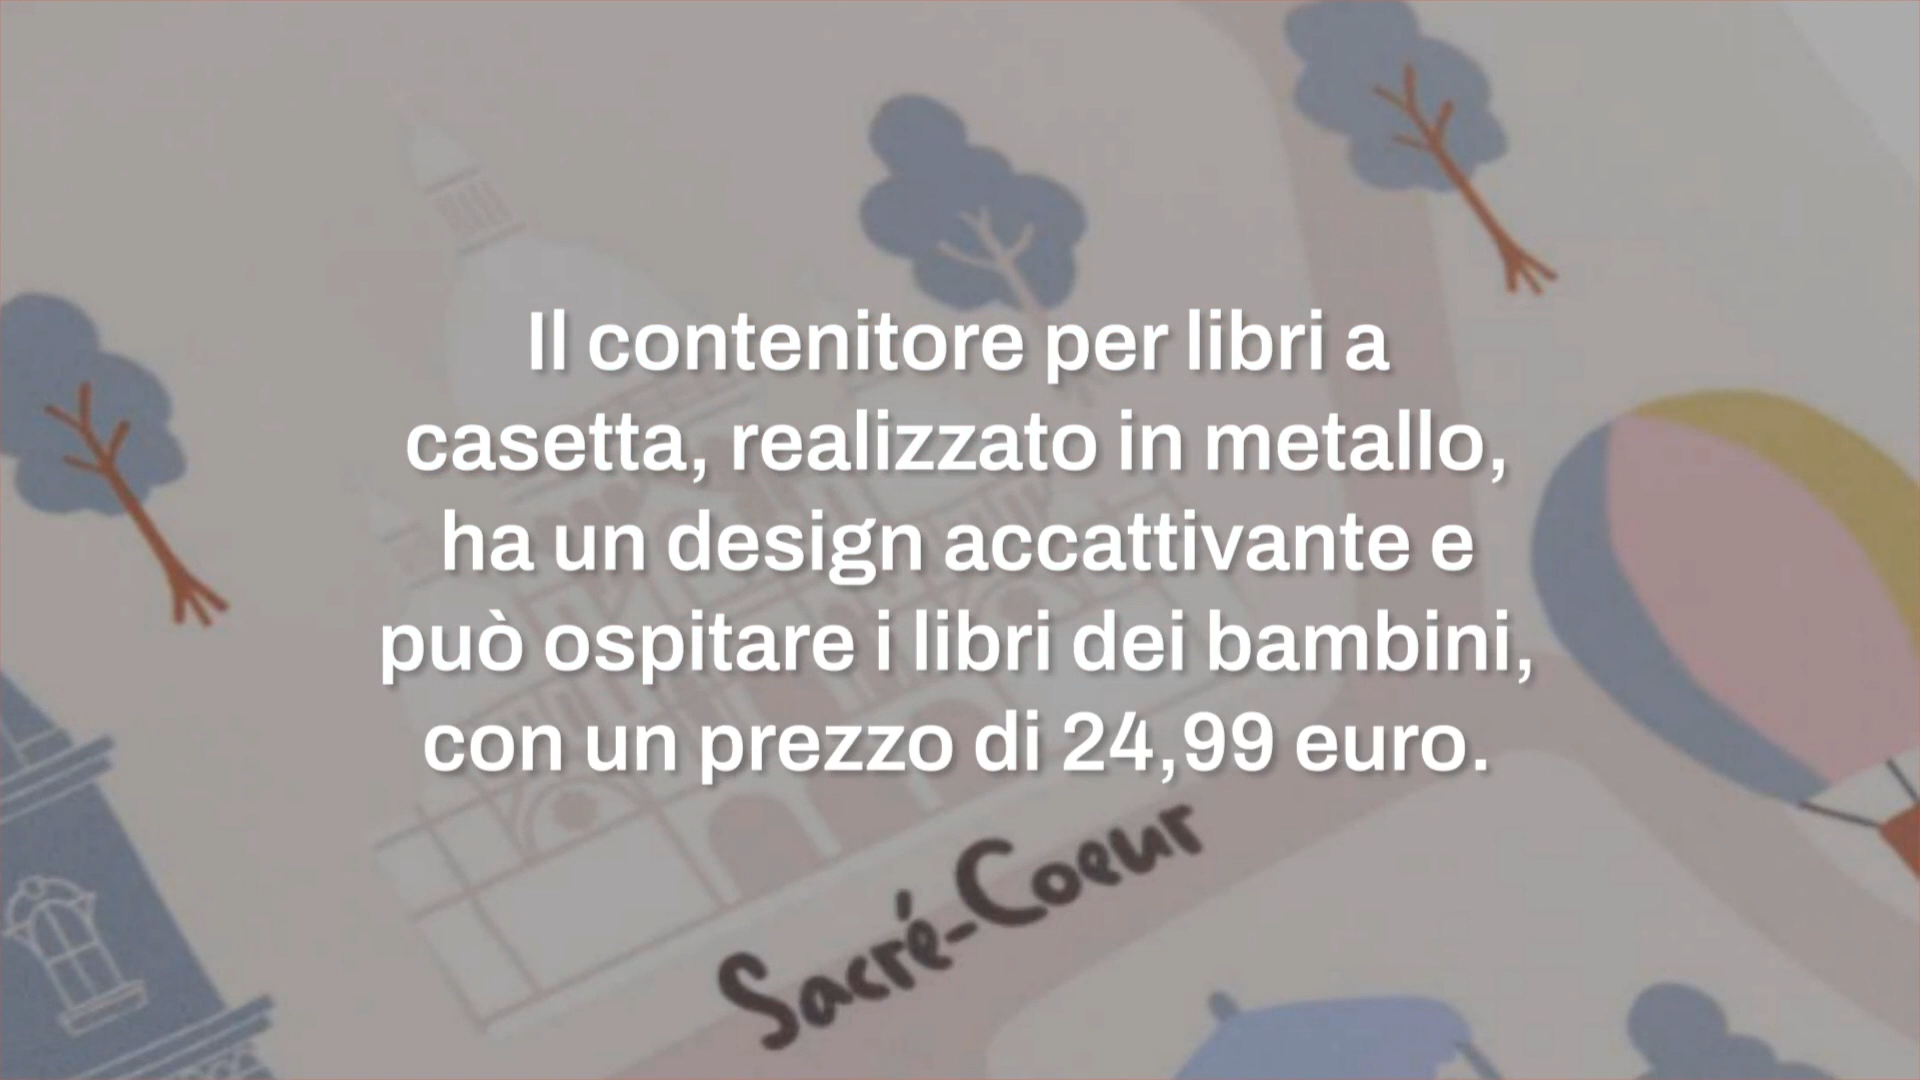 Il contenitore per libri a
casetta, realizzato in metallo,
ha un design accattivante e
può ospitare i libri dei bambini,
con un prezzo di 24,99 euro.
Sacré-Coeur